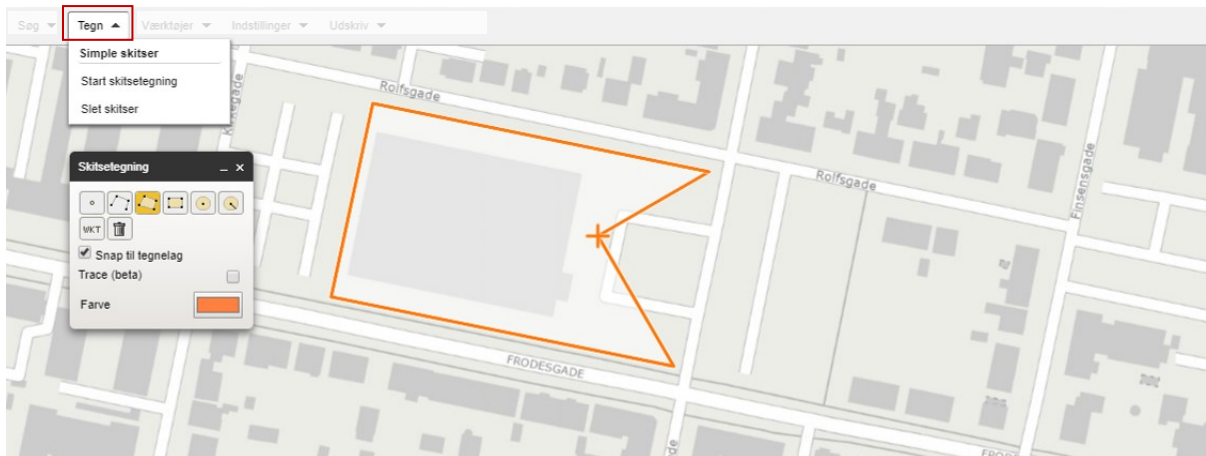 Søg Tegn Værktøjer Indstillinger Udskriv
Simple skitser
Start skitsetegning
Slet skitser
Skitsetegning
WKT
Snap til tegnelag
Trace (beta)
Farve
Rolfsgade
Rolfsgade
Finsensgade
FRODESGADE